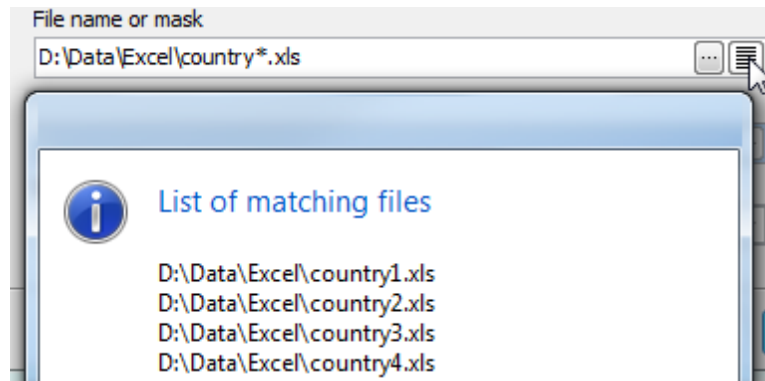 File name or mask
D:\Data\Excel\country*.xls
...
List of matching files
D:\Data\Excel\country1.xls
D:\Data\Excel\country2.xls
D:\Data\Excel\country3.xls
D:\Data\Excel\country4.xls